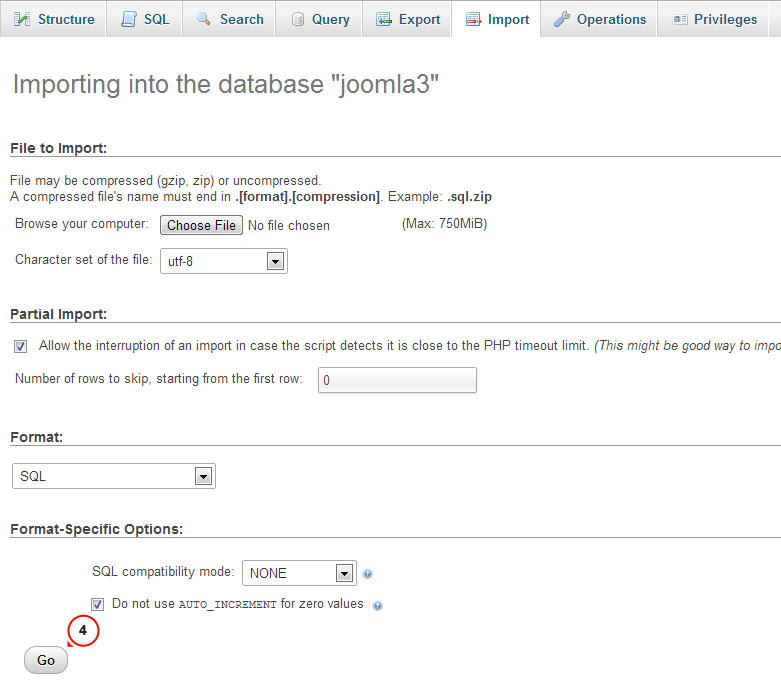 Structure SQL Search Query Export Import Operations Privileges
Importing into the database "joomla3"
File to Import:
File may be compressed (gzip, zip) or uncompressed.
A compressed file's name must end in .[format].[compression]. Example: .sql.zip
Browse your computer: Choose File No file chosen (Max: 750MiB)
Character set of the file: utf-8
Partial Import:
Allow the interruption of an import in case the script detects it is close to the PHP timeout limit. (This might be good way to impo
Number of rows to skip, starting from the first row: 0
Format:
SQL
Format-Specific Options:
SQL compatibility mode: NONE
Do not use AUTO_INCREMENT for zero values
4
Go